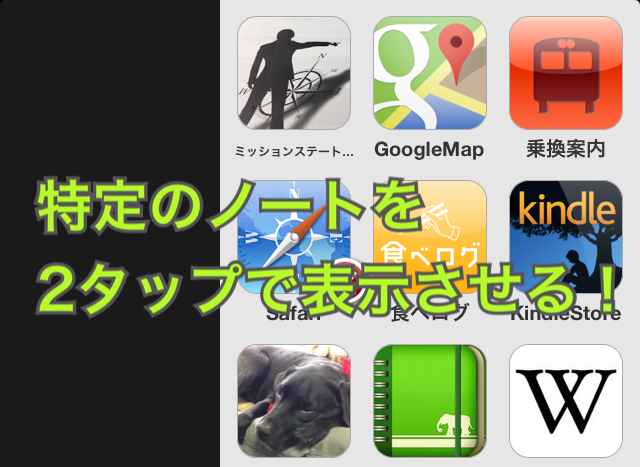 ミッションステート…
GoogleMap
乗換案内
特定のノートを
食べログ
kindle
2タップで表示させる！
Safari
食べログ
KindleStore
W